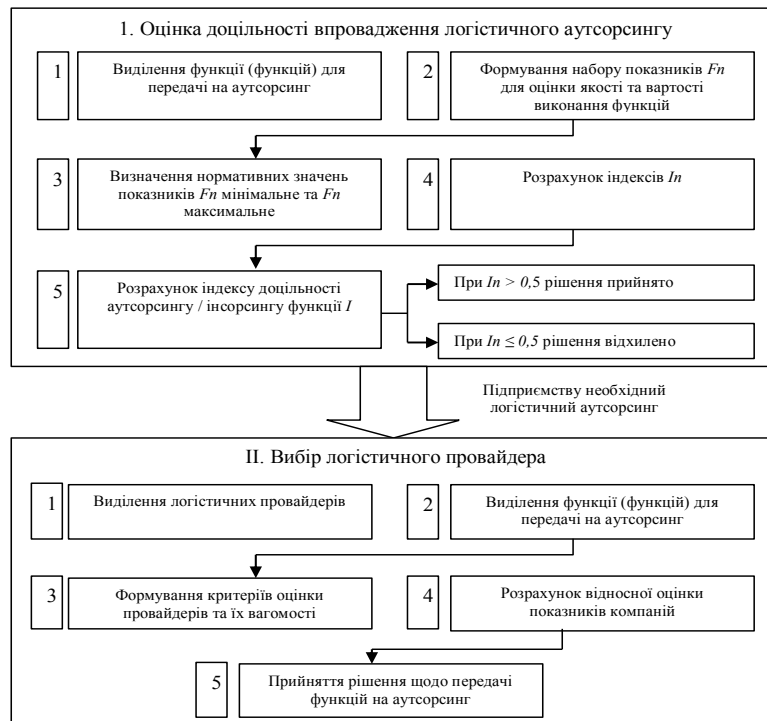 1. Оцінка доцільності впровадження логістичного аутсорсингу
1
Виділення функції (функцій) для
передачі на аутсорсинг
2
Формування набору показників Fn
для оцінки якості та вартості
виконання функцій
3
Визначення нормативних значень
показників Fn мінімальне та Fn
максимальне
4
Розрахунок індексів In
5
Розрахунок індексу доцільності
аутсорсингу / інсорсингу функції I
При In > 0,5 рішення прийнято
При In ≤ 0,5 рішення відхилено
Підприємству необхідний
логістичний аутсорсинг
II. Вибір логістичного провайдера
1
Виділення логістичних провайдерів
2
Виділення функції (функцій) для
передачі на аутсорсинг
3
Формування критеріїв оцінки
провайдерів та їх вагомості
4
Розрахунок відносної оцінки
показників компаній
5
Прийняття рішення щодо передачі
функцій на аутсорсинг